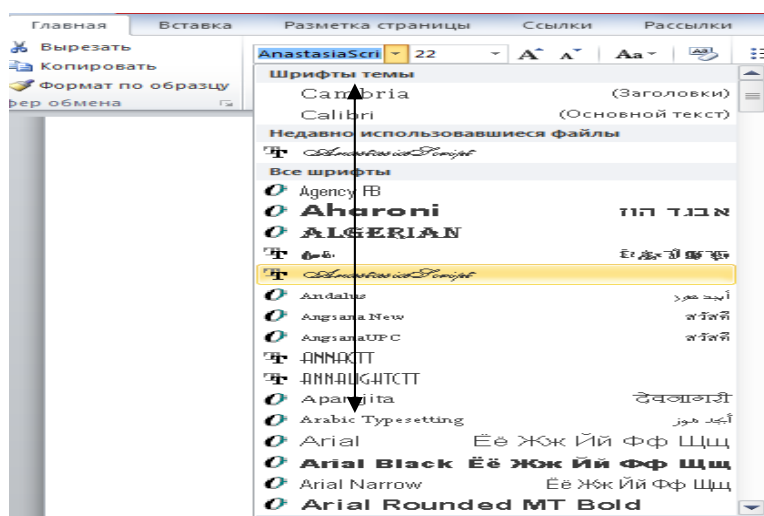 Главная Вставка Разметка страницы Ссылки Рассылки
Вырезать
AnastasiaScri 22 Aa
Копировать
Формат по образцу
фер обмена
Шрифты темы
Cambria (Заголовки)
Calibri (Основной текст)
Недавно использовавшиеся файлы
AnastasiaScript
Все шрифты
Agency FB
Aharoni אבגד הוז
ALGERIAN
AnastasiaScript
Andalus أبجد هوز
Angsana New สวัสดี
AngsanaUPC สวัสดี
ANNACTT
ANNALIGHTCTT
Aparajita देवनागरी
Arabic Typesetting أبجد هوز
Arial Ёё Жж Йй Фф Щщ
Arial Black Ёё Жж Йй Фф Щщ
Arial Narrow Ёё Жж Йй Фф Щщ
Arial Rounded MT Bold